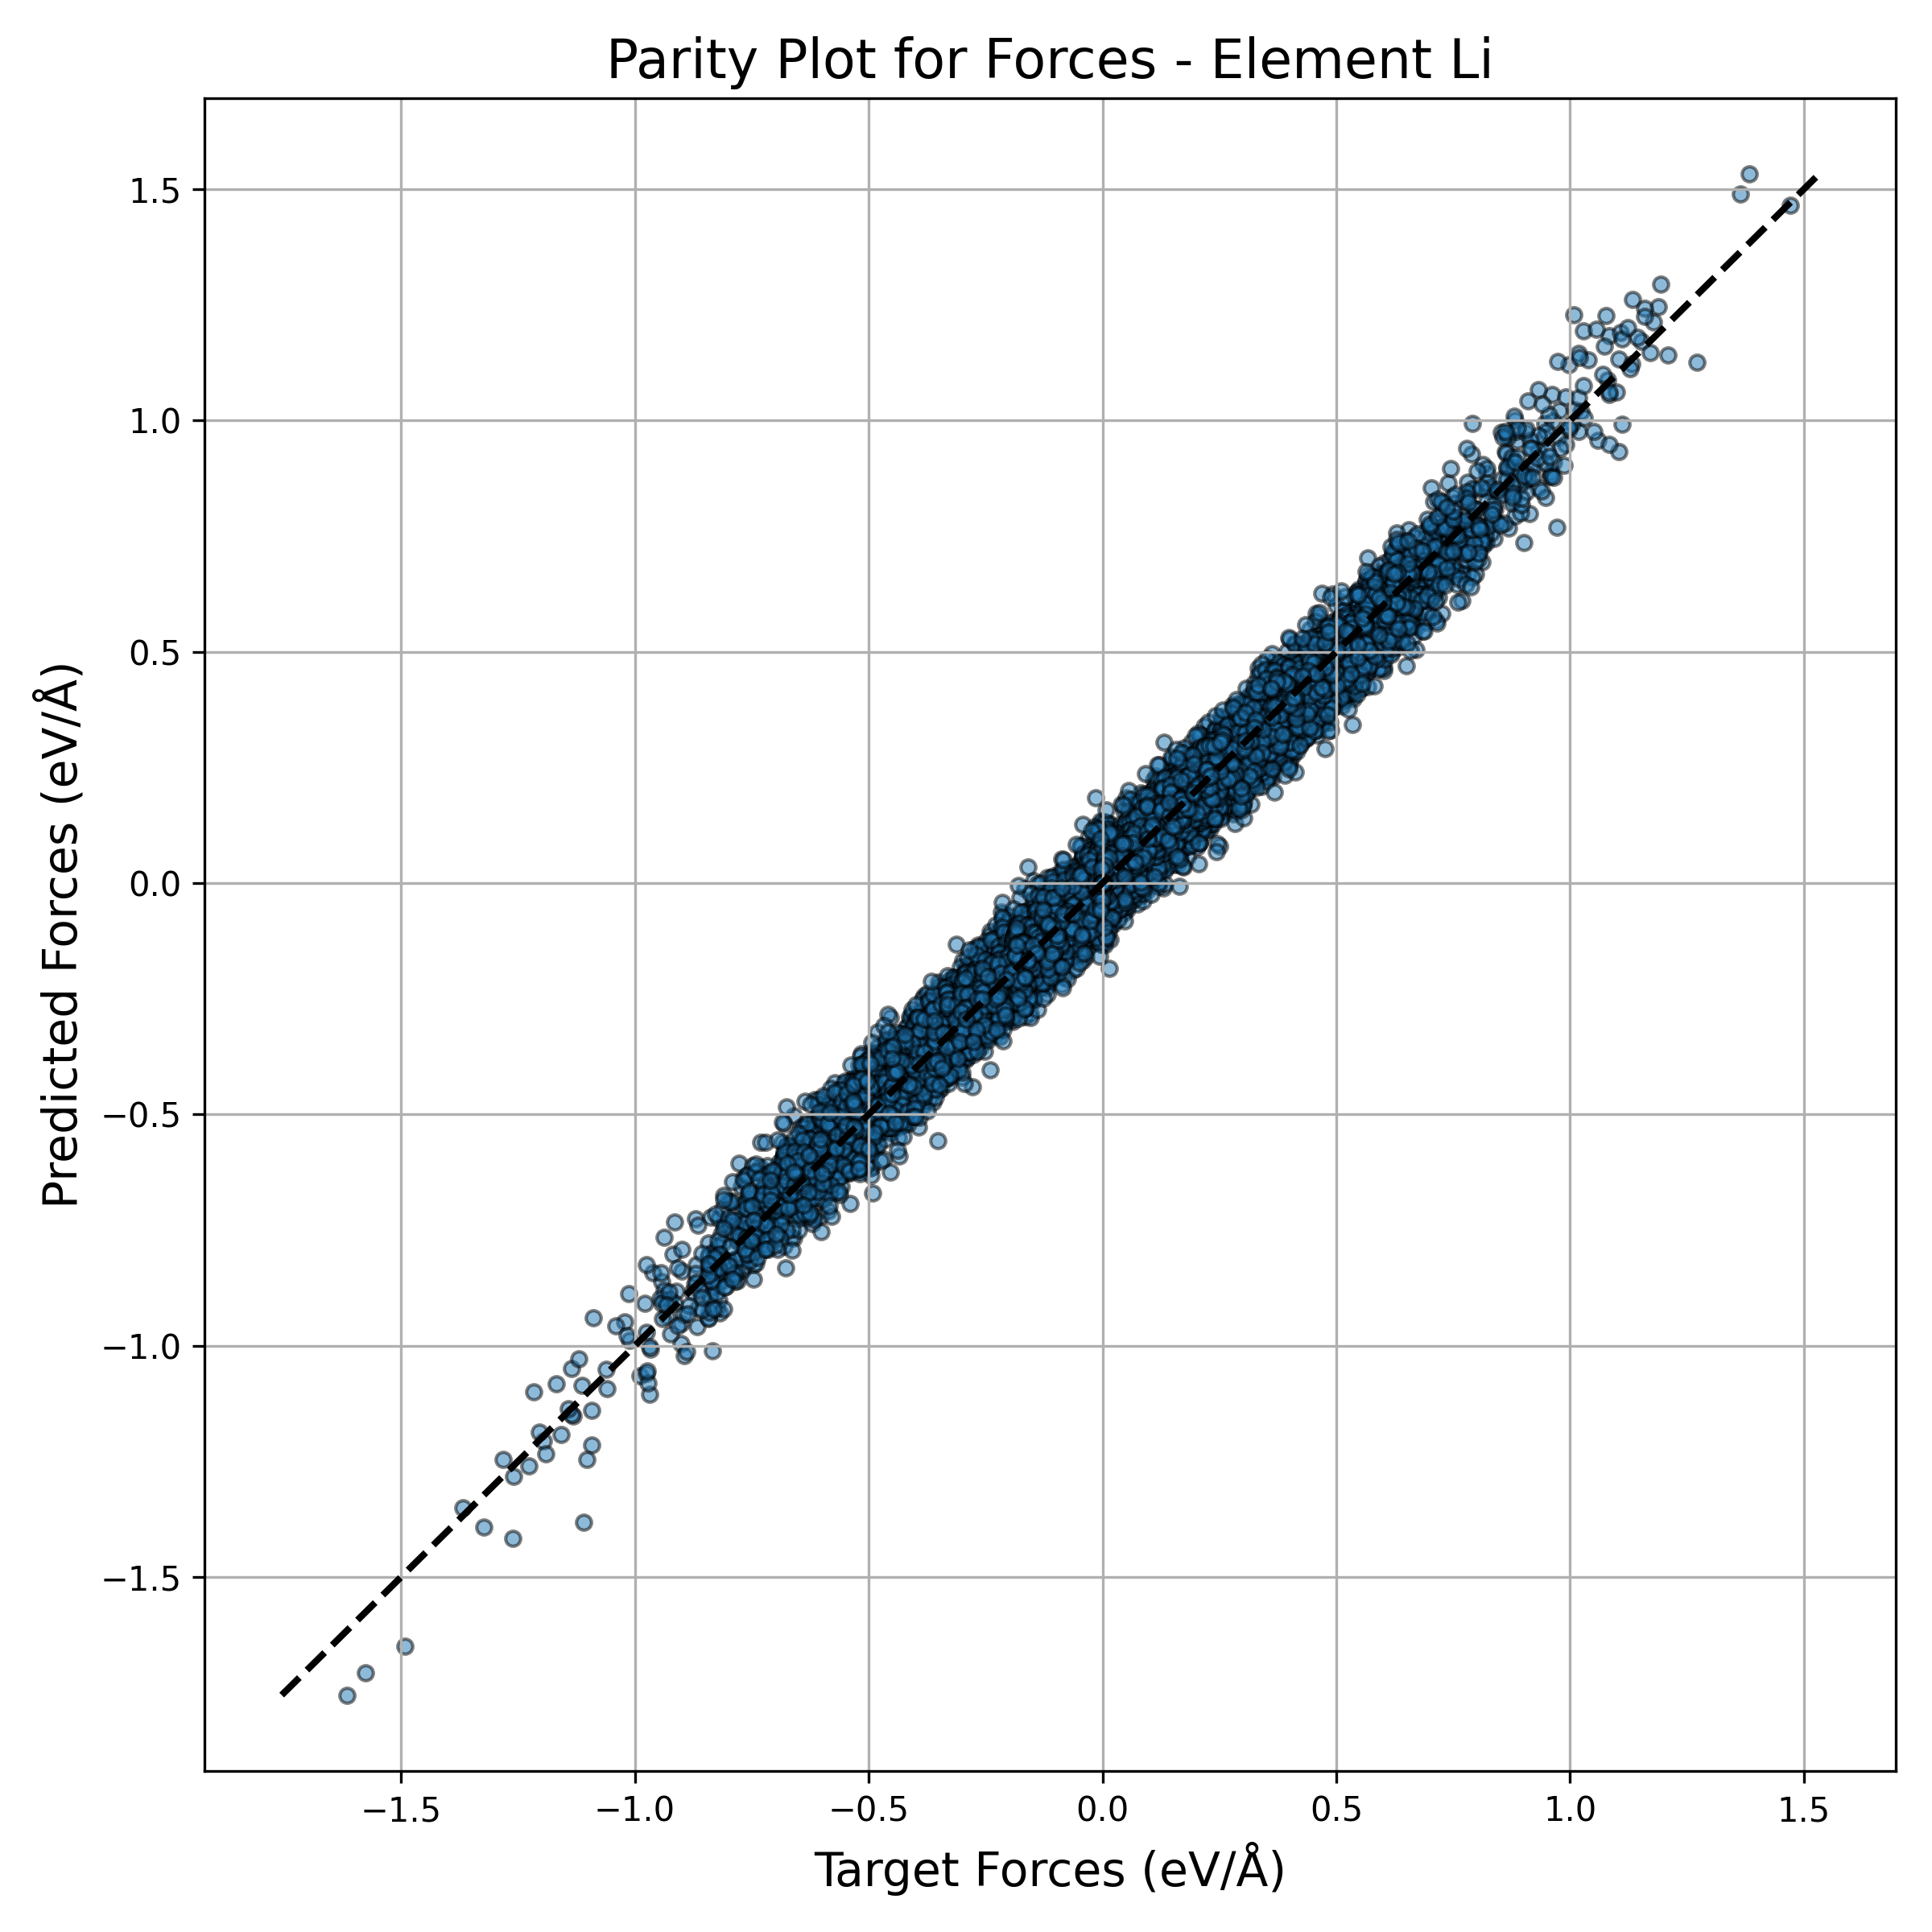 Parity Plot for Forces - Element Li
Predicted Forces (eV/Å)
1.5
1.0
0.5
0.0
−0.5
−1.0
−1.5
−1.5 −1.0 −0.5 0.0 0.5 1.0 1.5
Target Forces (eV/Å)